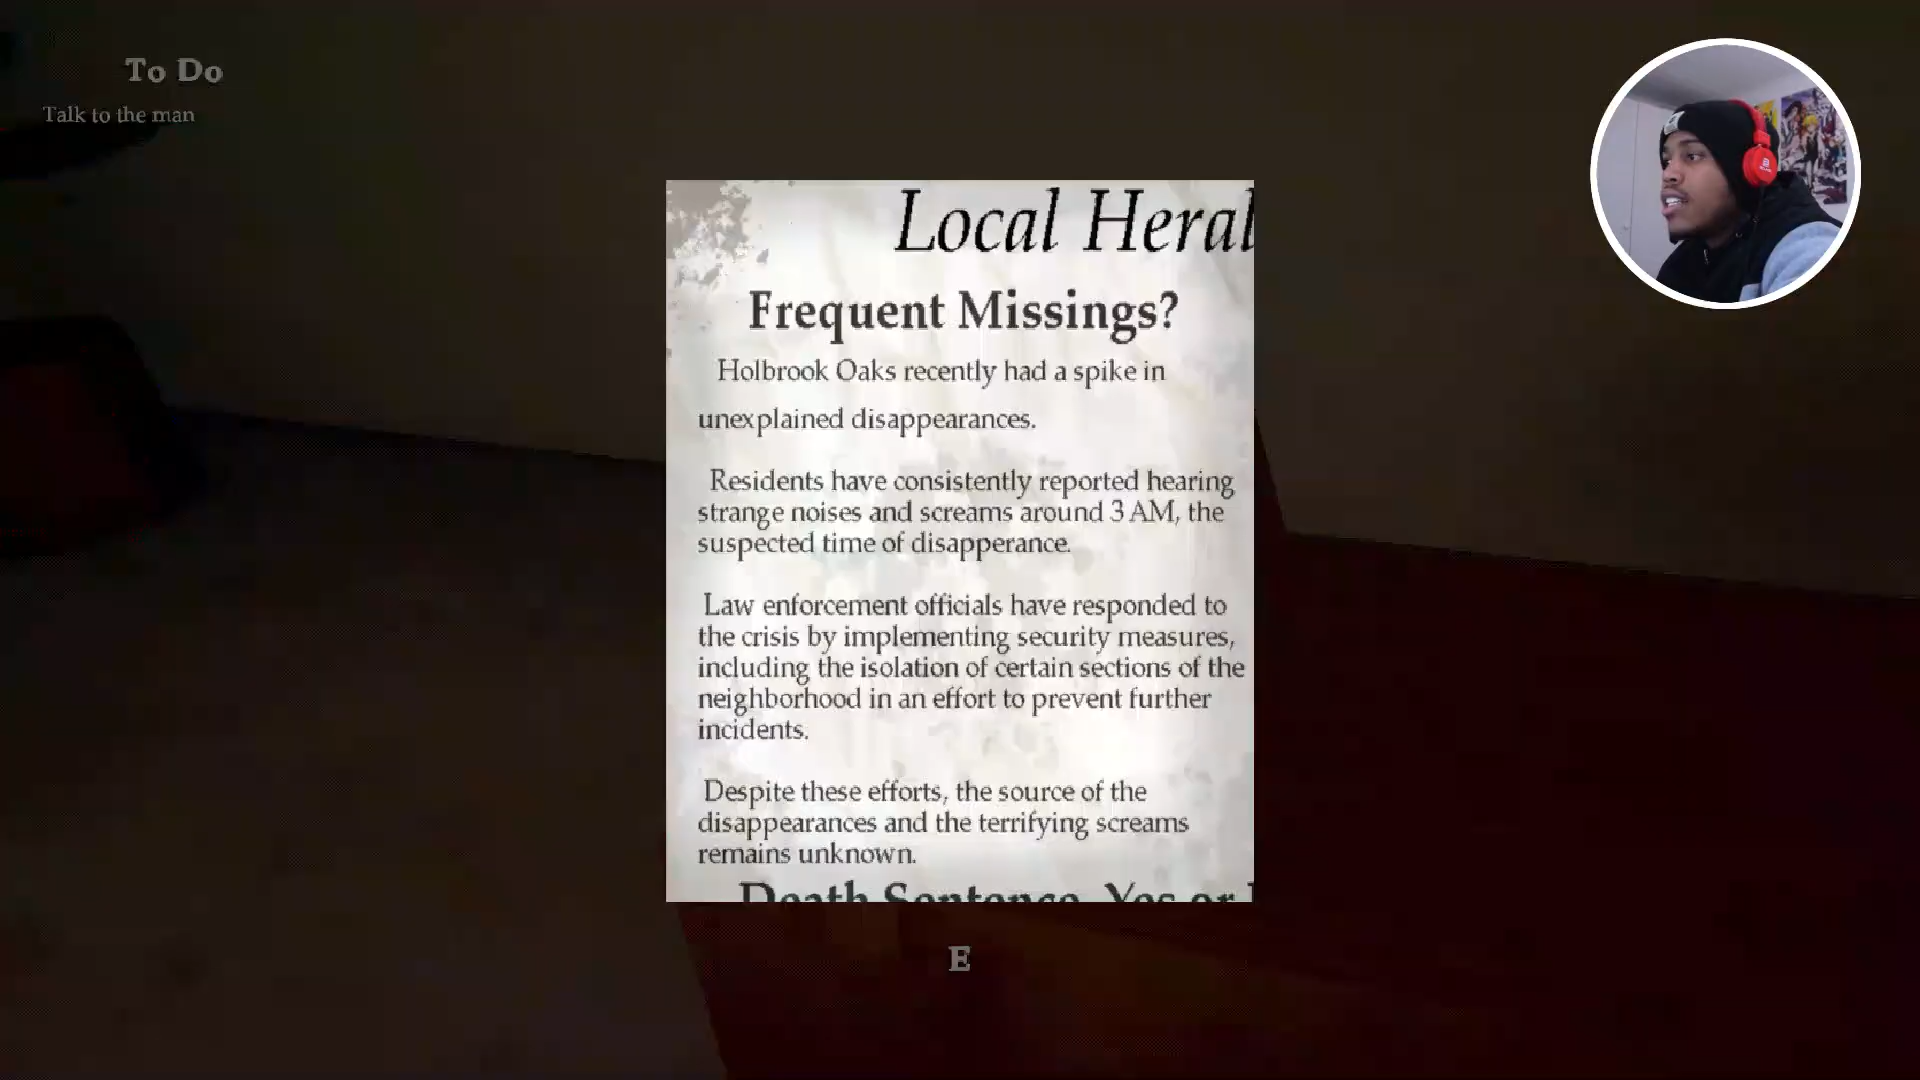 To Do
Talk to the man
Local Heral
Frequent Missings?
Holbrook Oaks recently had a spike in
unexplained disappearances.
Residents have consistently reported hearing
strange noises and screams around 3 AM, the
suspected time of disapperance.
Law enforcement officials have responded to
the crisis by implementing security measures,
including the isolation of certain sections of the
neighborhood in an effort to prevent further
incidents.
Despite these efforts, the source of the
disappearances and the terrifying screams
remains unknown.
Death Sentence, Yes or
E